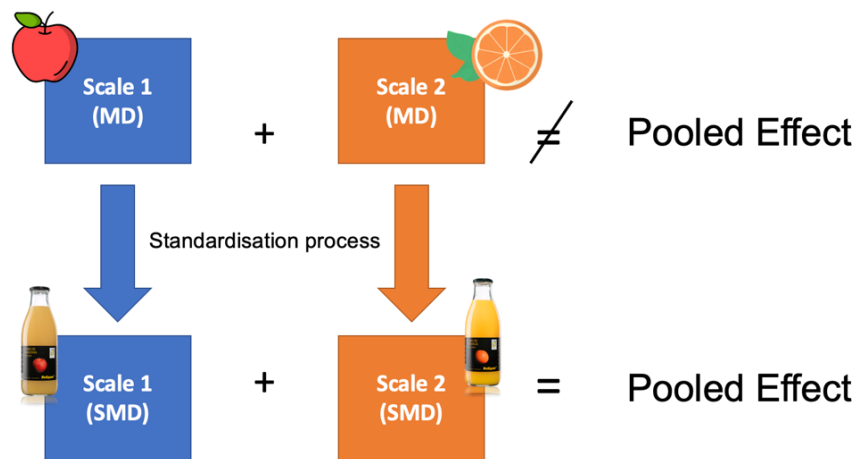 Scale 1
(MD)
+
Scale 2
(MD)
≠
Pooled Effect
Standardisation process
Scale 1
(SMD)
+
Scale 2
(SMD)
=
Pooled Effect